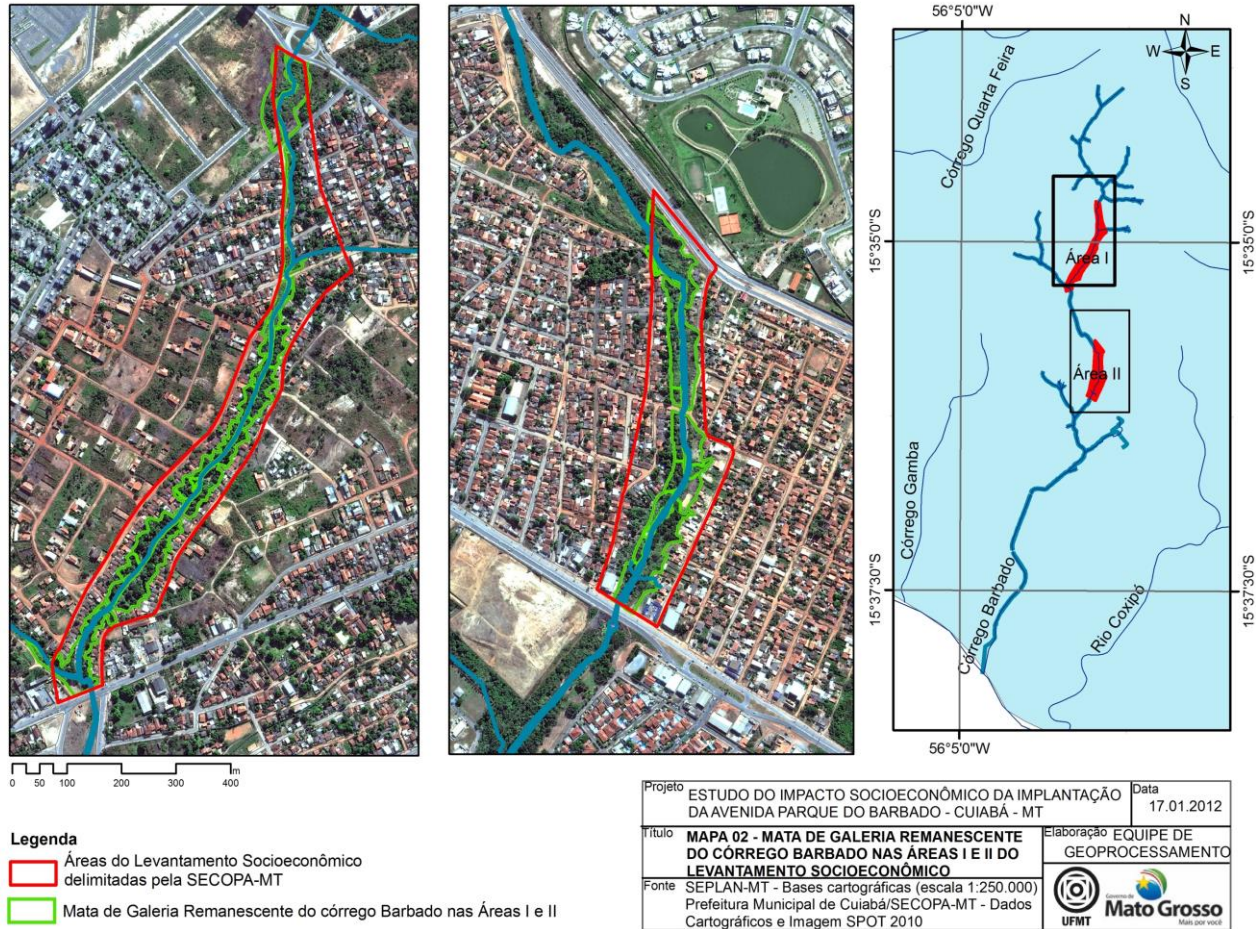 56°5'0"W
N
W E
S
Córrego Quarta Feira
15°35'0"S
15°35'0"S
Área I
Área II
Córrego Gamba
Córrego Barbado
Rio Coxipó
15°37'30"S
15°37'30"S
56°5'0"W
0 50 100 200 300 400 m
Legenda
Áreas do Levantamento Socioeconômico
delimitadas pela SECOPA-MT
Mata de Galeria Remanescente do córrego Barbado nas Áreas I e II
Projeto ESTUDO DO IMPACTO SOCIOECONÔMICO DA IMPLANTAÇÃO
DA AVENIDA PARQUE DO BARBADO - CUIABÁ - MT
Data
17.01.2012
Título MAPA 02 - MATA DE GALERIA REMANESCENTE
DO CÓRREGO BARBADO NAS ÁREAS I E II DO
LEVANTAMENTO SOCIOECONÔMICO
Elaboração EQUIPE DE
GEOPROCESSAMENTO
Fonte SEPLAN-MT - Bases cartográficas (escala 1:250.000)
Prefeitura Municipal de Cuiabá/SECOPA-MT - Dados
Cartográficos e Imagem SPOT 2010
UFMT
Governo de
Mato Grosso
Mais por você